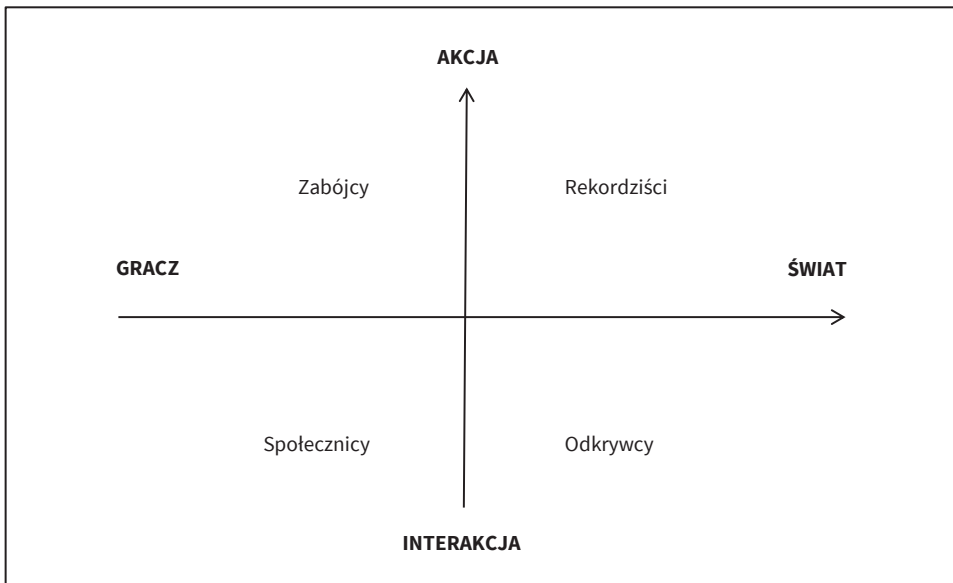 AKCJA
Zabójcy
Rekordziści
GRACZ
ŚWIAT
Społecznicy
Odkrywcy
INTERAKCJA